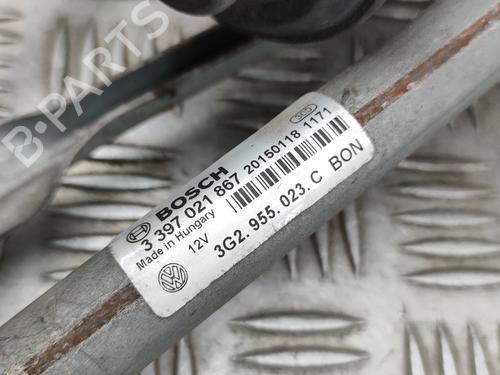 BOSCH
3 397 021 867 20150118 1171
Made in Hungary
12V
3G2. 955. 023. C BON
B-PARTS